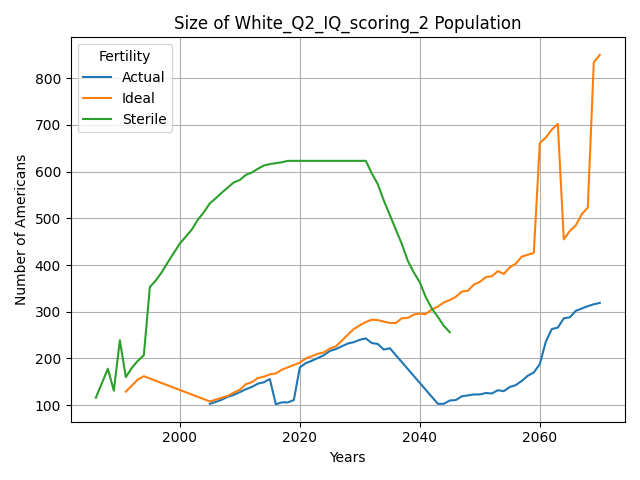 Size of White_Q2_IQ_scoring_2 Population
Fertility
Actual
Ideal
Sterile
Number of Americans
800
700
600
500
400
300
200
100
2000
2020
2040
2060
Years